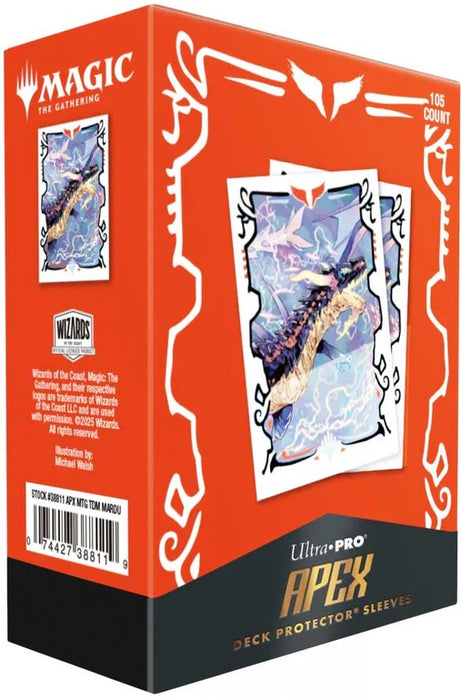 MAGIC
THE GATHERING
WIZARDS
OF THE COAST
OFFICIAL LICENSED PRODUCT
Wizards of the Coast, Magic: The
Gathering, and their respective
logos are trademarks of Wizards
of the Coast LLC and are used
with permission. ©2025 Wizards.
All rights reserved.
Illustration by:
Michael Walsh
STOCK #38811 APX MTG TDM MARDU
0 74427 38811 9
105
COUNT
Ultra•PRO®
APEX
DECK PROTECTOR® SLEEVES